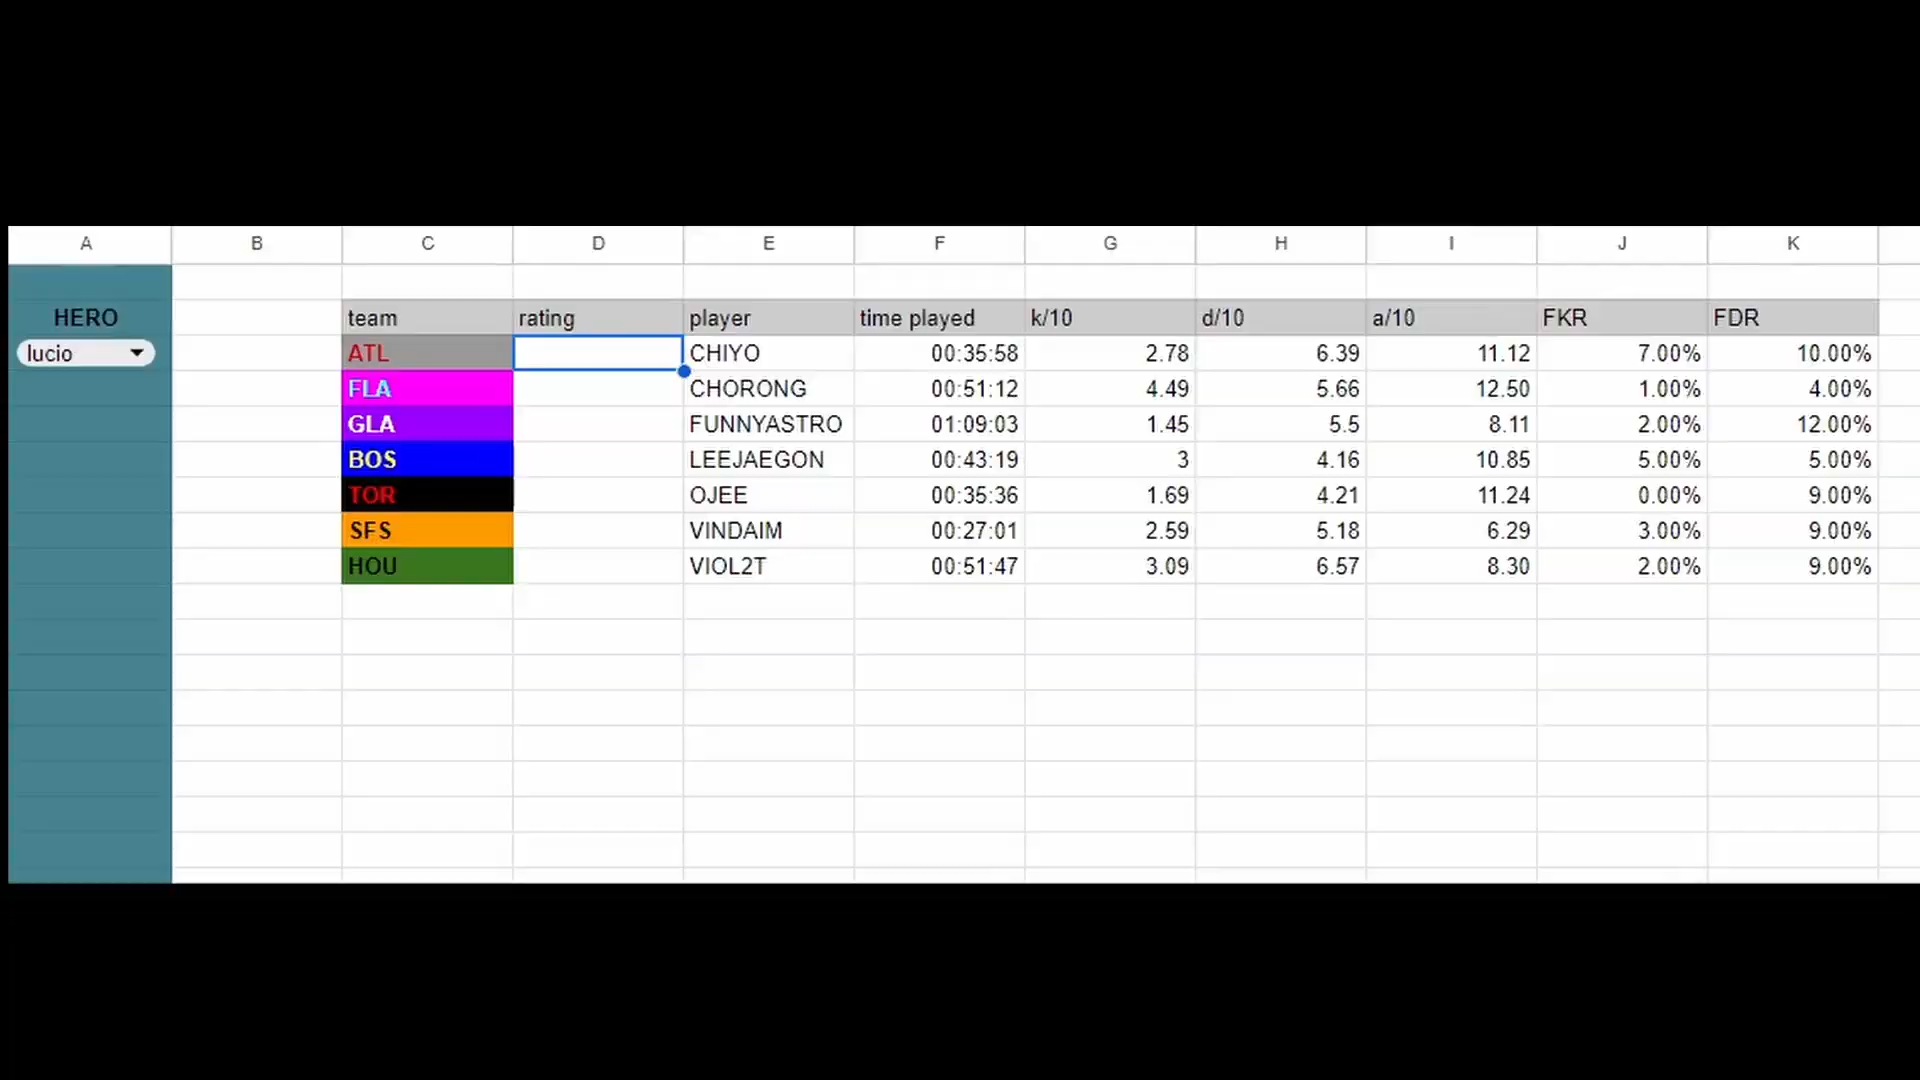 A B C D E F G H I J K
HERO team rating player time played k/10 d/10 a/10 FKR FDR
lucio ATL CHIYO 00:35:58 2.78 6.39 11.12 7.00% 10.00%
FLA CHORONG 00:51:12 4.49 5.66 12.50 1.00% 4.00%
GLA FUNNYASTRO 01:09:03 1.45 5.5 8.11 2.00% 12.00%
BOS LEEJAEGON 00:43:19 3 4.16 10.85 5.00% 5.00%
TOR OJEE 00:35:36 1.69 4.21 11.24 0.00% 9.00%
SFS VINDAIM 00:27:01 2.59 5.18 6.29 3.00% 9.00%
HOU VIOL2T 00:51:47 3.09 6.57 8.30 2.00% 9.00%